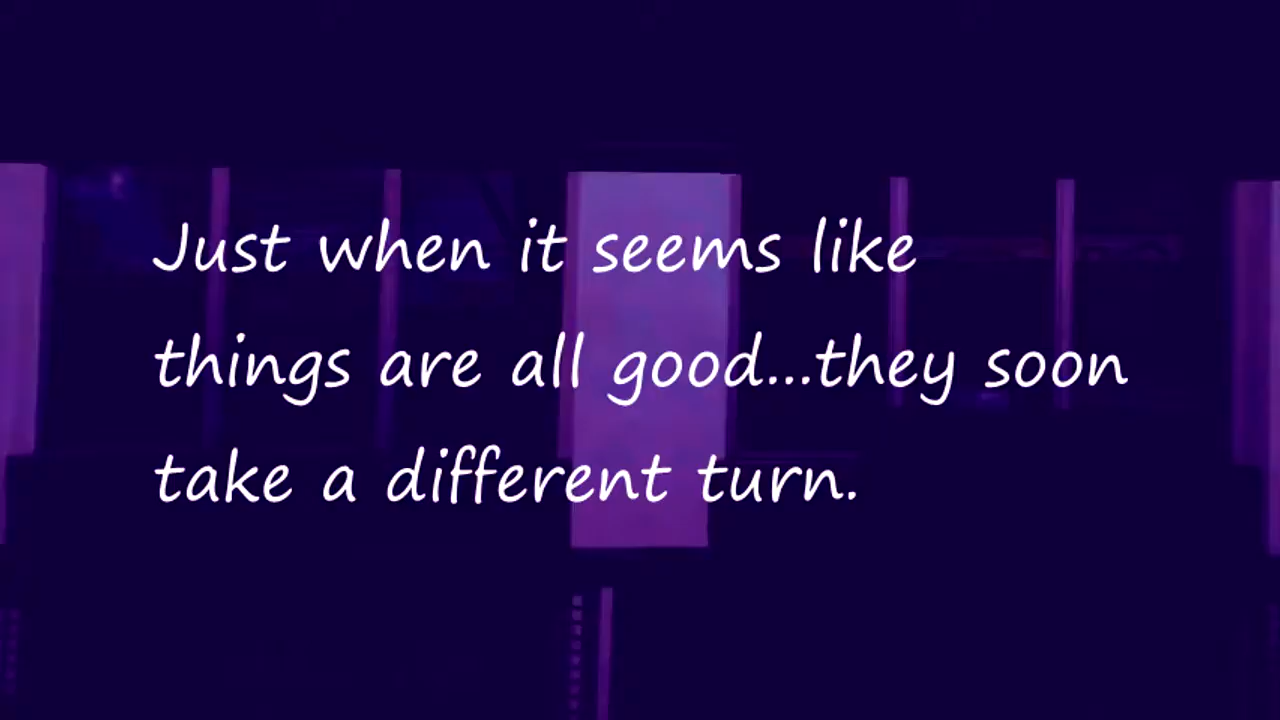 Just when it seems like
things are all good...they soon
take a different turn.